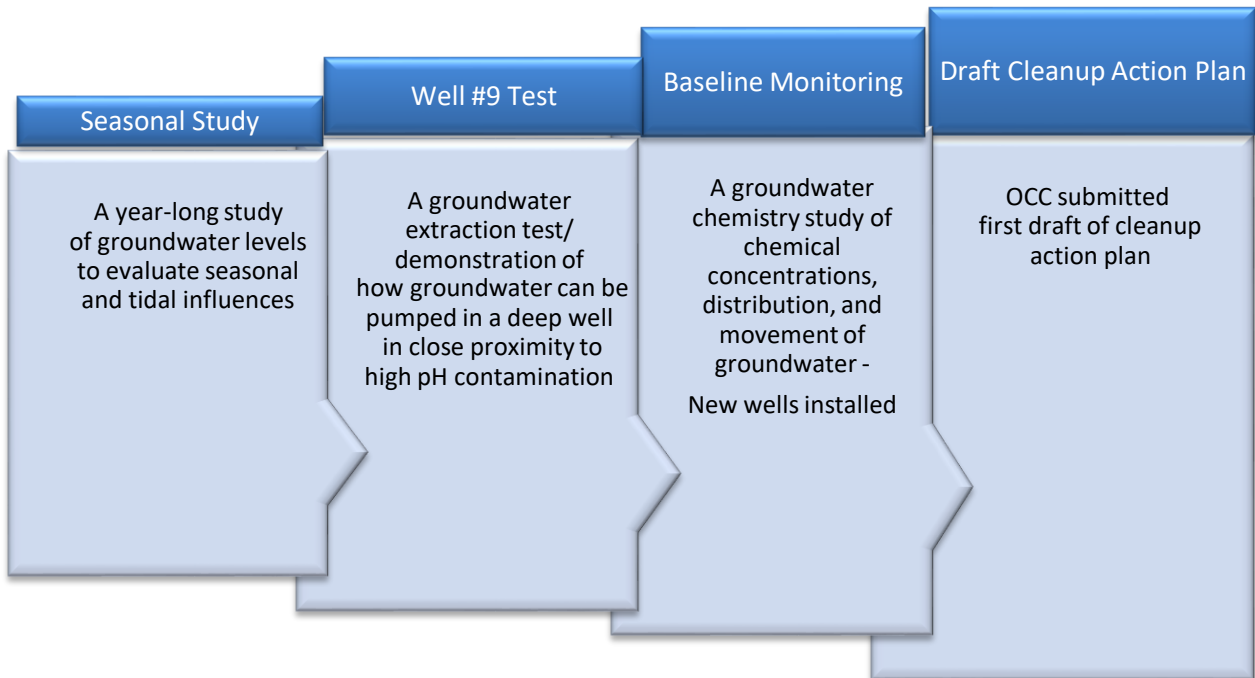 Seasonal Study
A year-long study
of groundwater levels
to evaluate seasonal
and tidal influences
Well #9 Test
A groundwater
extraction test/
demonstration of
how groundwater can be
pumped in a deep well
in close proximity to
high pH contamination
Baseline Monitoring
A groundwater
chemistry study of
chemical
concentrations,
distribution, and
movement of
groundwater -
New wells installed
Draft Cleanup Action Plan
OCC submitted
first draft of cleanup
action plan